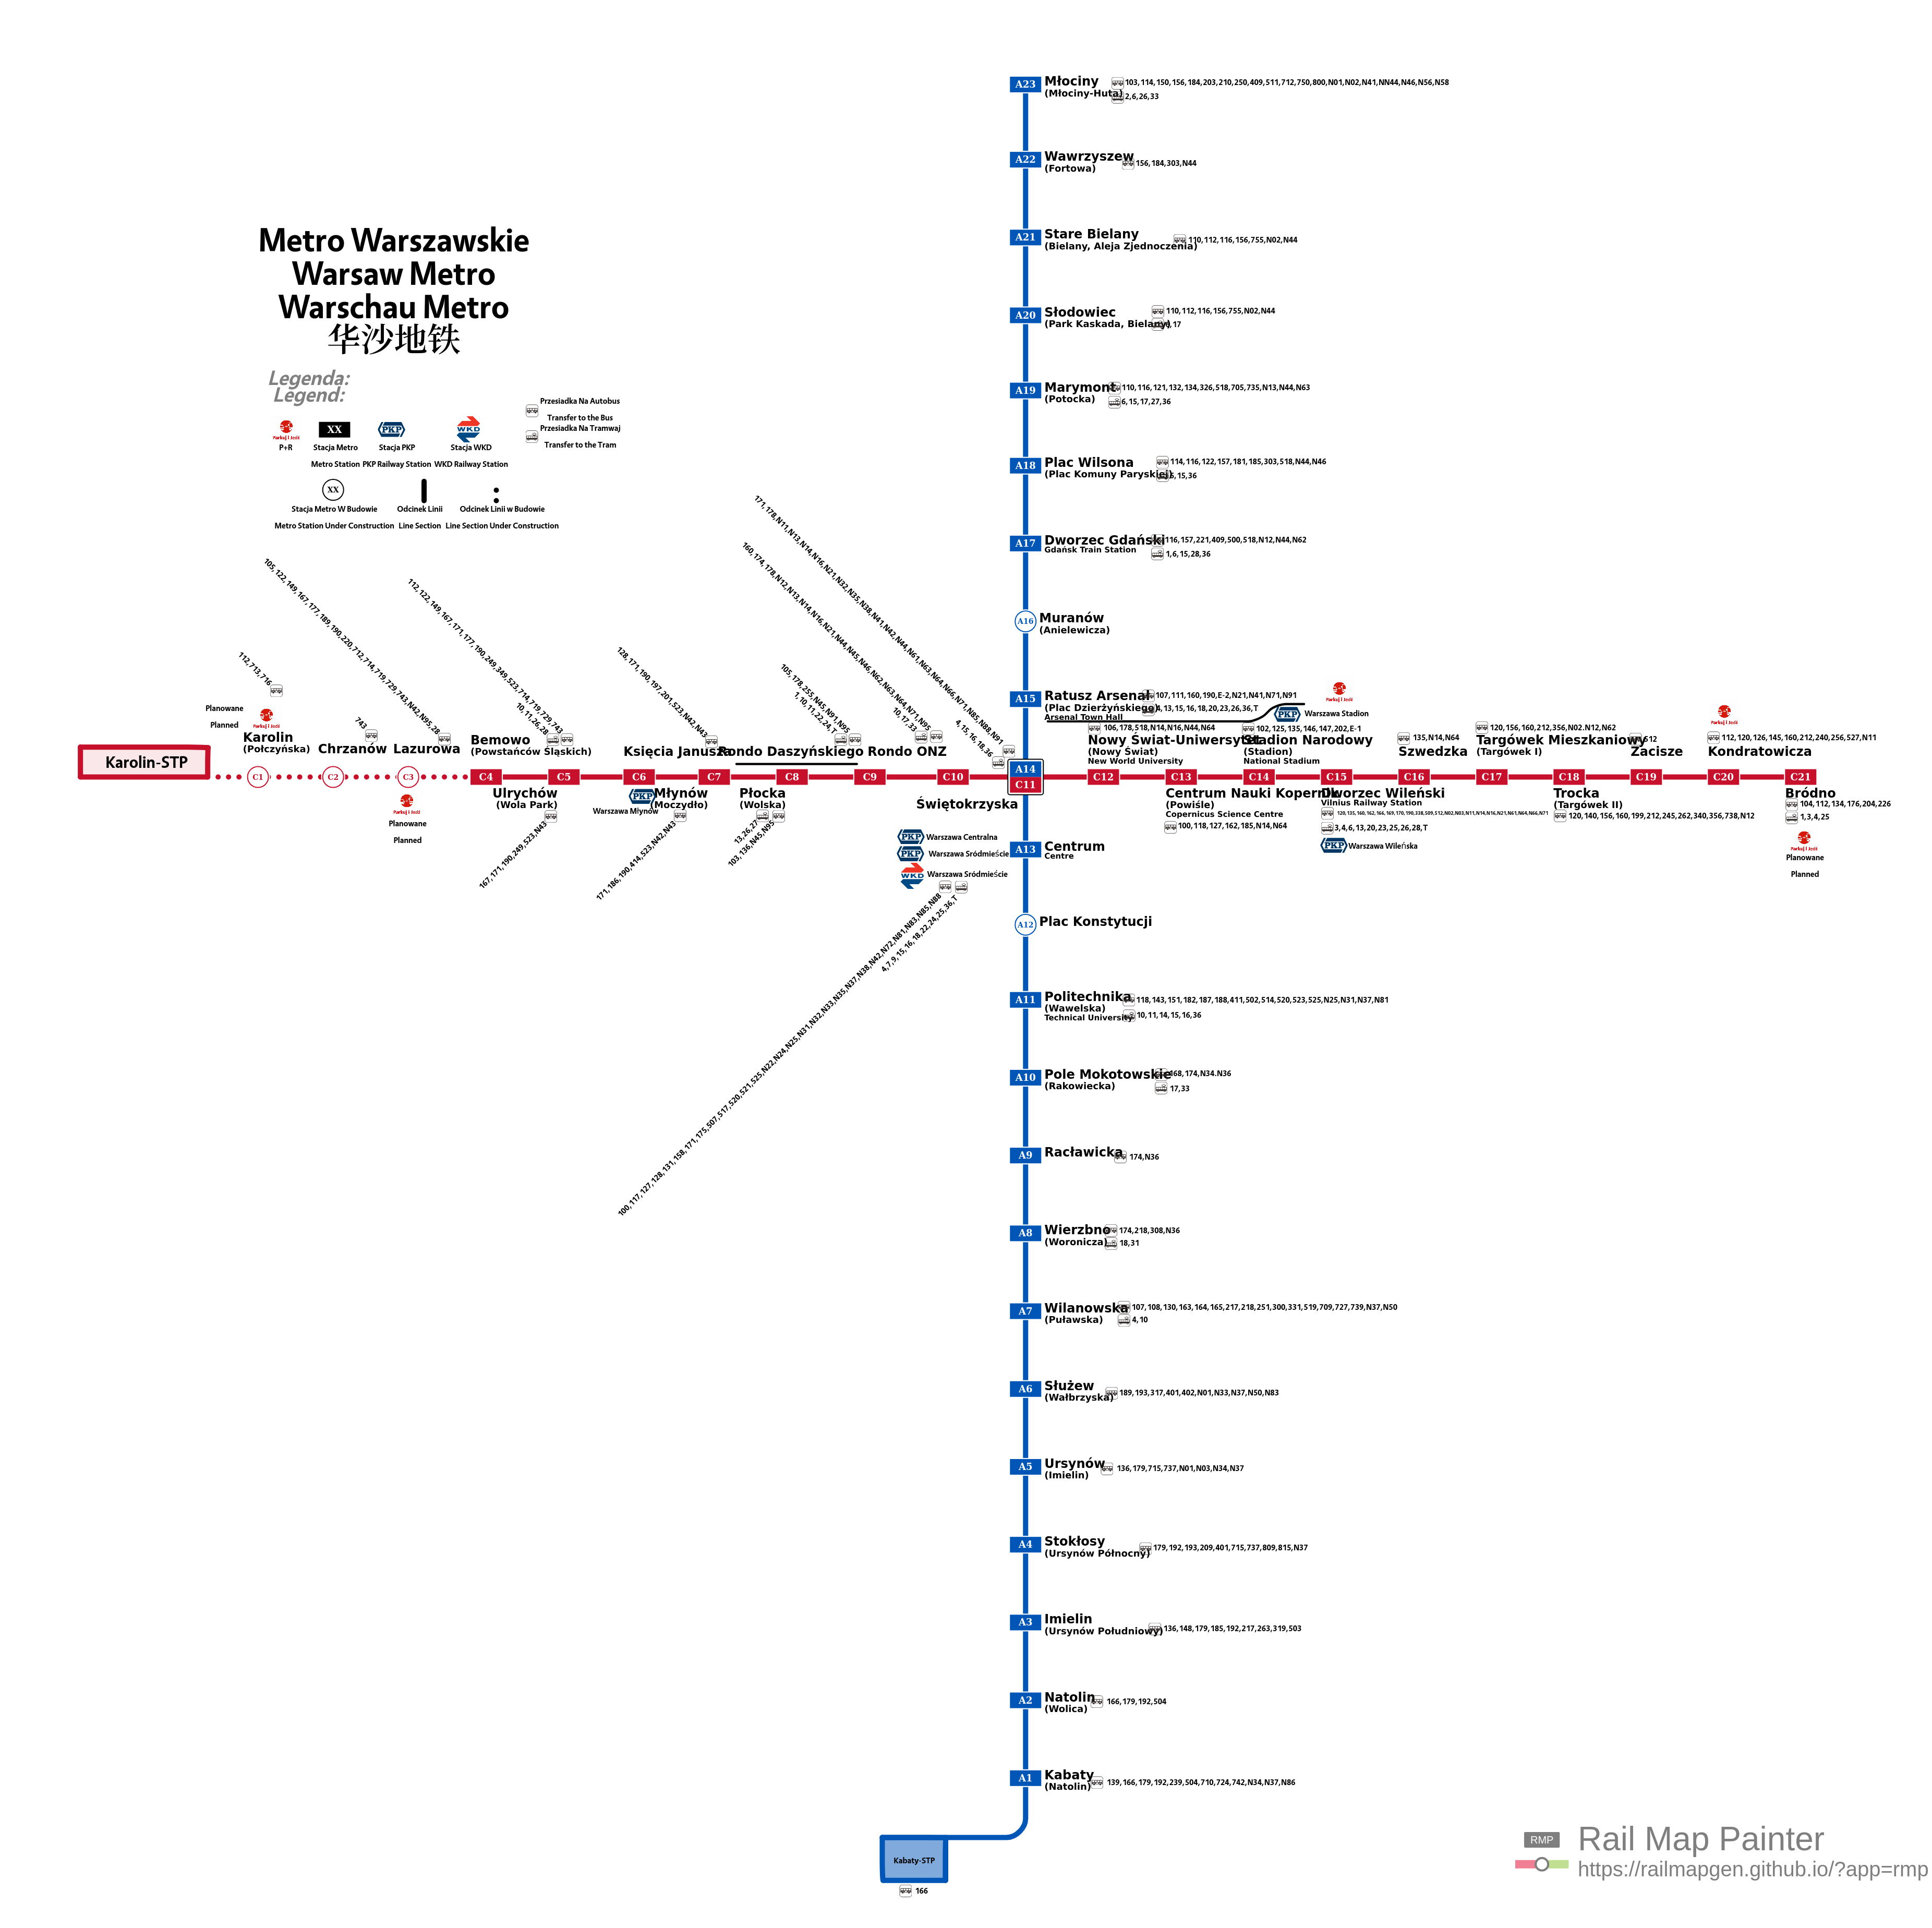 Metro Warszawskie
Warsaw Metro
Warschau Metro
华沙地铁
Legenda:
Legend:
Parkuj i Jedź
P+R
XX
Stacja Metro
Metro Station
PKP
Stacja PKP
PKP Railway Station
WKD
Stacja WKD
WKD Railway Station
Przesiadka Na Autobus
Transfer to the Bus
Przesiadka Na Tramwaj
Transfer to the Tram
XX
Stacja Metro W Budowie
Metro Station Under Construction
Odcinek Linii
Line Section
Odcinek Linii w Budowie
Line Section Under Construction
A23
Młociny
(Młociny-Huta)
103,114,150,156,184,203,210,250,409,511,712,750,800,N01,N02,N41,NN44,N46,N56,N58
2,6,26,33
A22
Wawrzyszew
(Fortowa)
156,184,303,N44
A21
Stare Bielany
(Bielany, Aleja Zjednoczenia)
110,112,116,156,755,N02,N44
A20
Słodowiec
(Park Kaskada, Bielany)
110,112,116,156,755,N02,N44
17
A19
Marymont
(Potocka)
110,116,121,132,134,326,518,705,735,N13,N44,N63
6,15,17,27,36
A18
Plac Wilsona
(Plac Komuny Paryskiej)
114,116,122,157,181,185,303,518,N44,N46
6,15,36
A17
Dworzec Gdański
Gdańsk Train Station
116,157,221,409,500,518,N12,N44,N62
1,6,15,28,36
A16
Muranów
(Anielewicza)
A15
Ratusz Arsenał
(Plac Dzierżyńskiego)
Arsenal Town Hall
107,111,160,190,E-2,N21,N41,N71,N91
4,13,15,16,18,20,23,26,36,T
Karolin-STP
112,713,716
Planowane
Planned
Parkuj i Jedź
Karolin
(Połczyńska)
C1
743
Chrzanów
C2
105,122,149,167,177,189,190,220,712,714,719,729,743,N42,N95,28
Lazurowa
C3
Parkuj i Jedź
Planowane
Planned
Bemowo
(Powstańców Śląskich)
112,122,149,167,171,177,190,249,349,523,714,719,729,743
10,11,26,28
C4
C5
Ulrychów
(Wola Park)
167,171,190,249,523,N43
Księcia Janusza
128,171,190,197,201,523,N42,N43
C6
PKP
Warszawa Młynów
C7
Młynów
(Moczydło)
171,186,190,414,523,N42,N43
C8
Płocka
(Wolska)
13,26,27
103,136,N45,N95
Rondo Daszyńskiego
105,178,255,N45,N91,N95
1,10,11,22,24,T
C9
Rondo ONZ
160,174,178,N12,N13,N14,N16,N21,N44,N45,N46,N62,N63,N64,N71,N95
10,17,33
C10
171,178,N11,N13,N14,N16,N21,N32,N35,N38,N41,N42,N44,N61,N63,N64,N66,N71,N85,N88,N91
4,15,16,18,36
A14
C11
Świętokrzyska
106,178,518,N14,N16,N44,N64
Nowy Świat-Uniwersytet
(Nowy Świat)
New World University
C12
C13
Centrum Nauki Kopernik
(Powiśle)
Copernicus Science Centre
100,118,127,162,185,N14,N64
PKP
Warszawa Stadion
Parkuj i Jedź
102,125,135,146,147,202,E-1
Stadion Narodowy
(Stadion)
National Stadium
C14
C15
Dworzec Wileński
Vilnius Railway Station
120,135,160,162,166,169,170,190,338,509,512,N02,N03,N11,N14,N16,N21,N61,N64,N66,N71
3,4,6,13,20,23,25,26,28,T
PKP
Warszawa Wileńska
135,N14,N64
Szwedzka
C16
120,156,160,212,356,N02.N12,N62
Targówek Mieszkaniowy
(Targówek I)
C17
C18
Trocka
(Targówek II)
120,140,156,160,199,212,245,262,340,356,738,N12
512
Zacisze
C19
Parkuj i Jedź
112,120,126,145,160,212,240,256,527,N11
Kondratowicza
C20
C21
Bródno
104,112,134,176,204,226
1,3,4,25
Parkuj i Jedź
Planowane
Planned
A13
Centrum
Centre
PKP
Warszawa Centralna
PKP
Warszawa Sródmieście
WKD
Warszawa Sródmieście
100,117,127,128,131,158,171,175,507,517,520,521,525,N22,N24,N25,N31,N32,N33,N35,N37,N38,N42,N72,N81,N83,N85,N88
4,7,9,15,16,18,22,24,25,36,T
A12
Plac Konstytucji
A11
Politechnika
(Wawelska)
Technical University
118,143,151,182,187,188,411,502,514,520,523,525,N25,N31,N37,N81
10,11,14,15,16,36
A10
Pole Mokotowskie
(Rakowiecka)
168,174,N34.N36
17,33
A9
Racławicka
174,N36
A8
Wierzbno
(Woronicza)
174,218,308,N36
18,31
A7
Wilanowska
(Puławska)
107,108,130,163,164,165,217,218,251,300,331,519,709,727,739,N37,N50
4,10
A6
Służew
(Wałbrzyska)
189,193,317,401,402,N01,N33,N37,N50,N83
A5
Ursynów
(Imielin)
136,179,715,737,N01,N03,N34,N37
A4
Stokłosy
(Ursynów Północny)
179,192,193,209,401,715,737,809,815,N37
A3
Imielin
(Ursynów Południowy)
136,148,179,185,192,217,263,319,503
A2
Natolin
(Wolica)
166,179,192,504
A1
Kabaty
(Natolin)
139,166,179,192,239,504,710,724,742,N34,N37,N86
Kabaty-STP
166
RMP
Rail Map Painter
https://railmapgen.github.io/?app=rmp